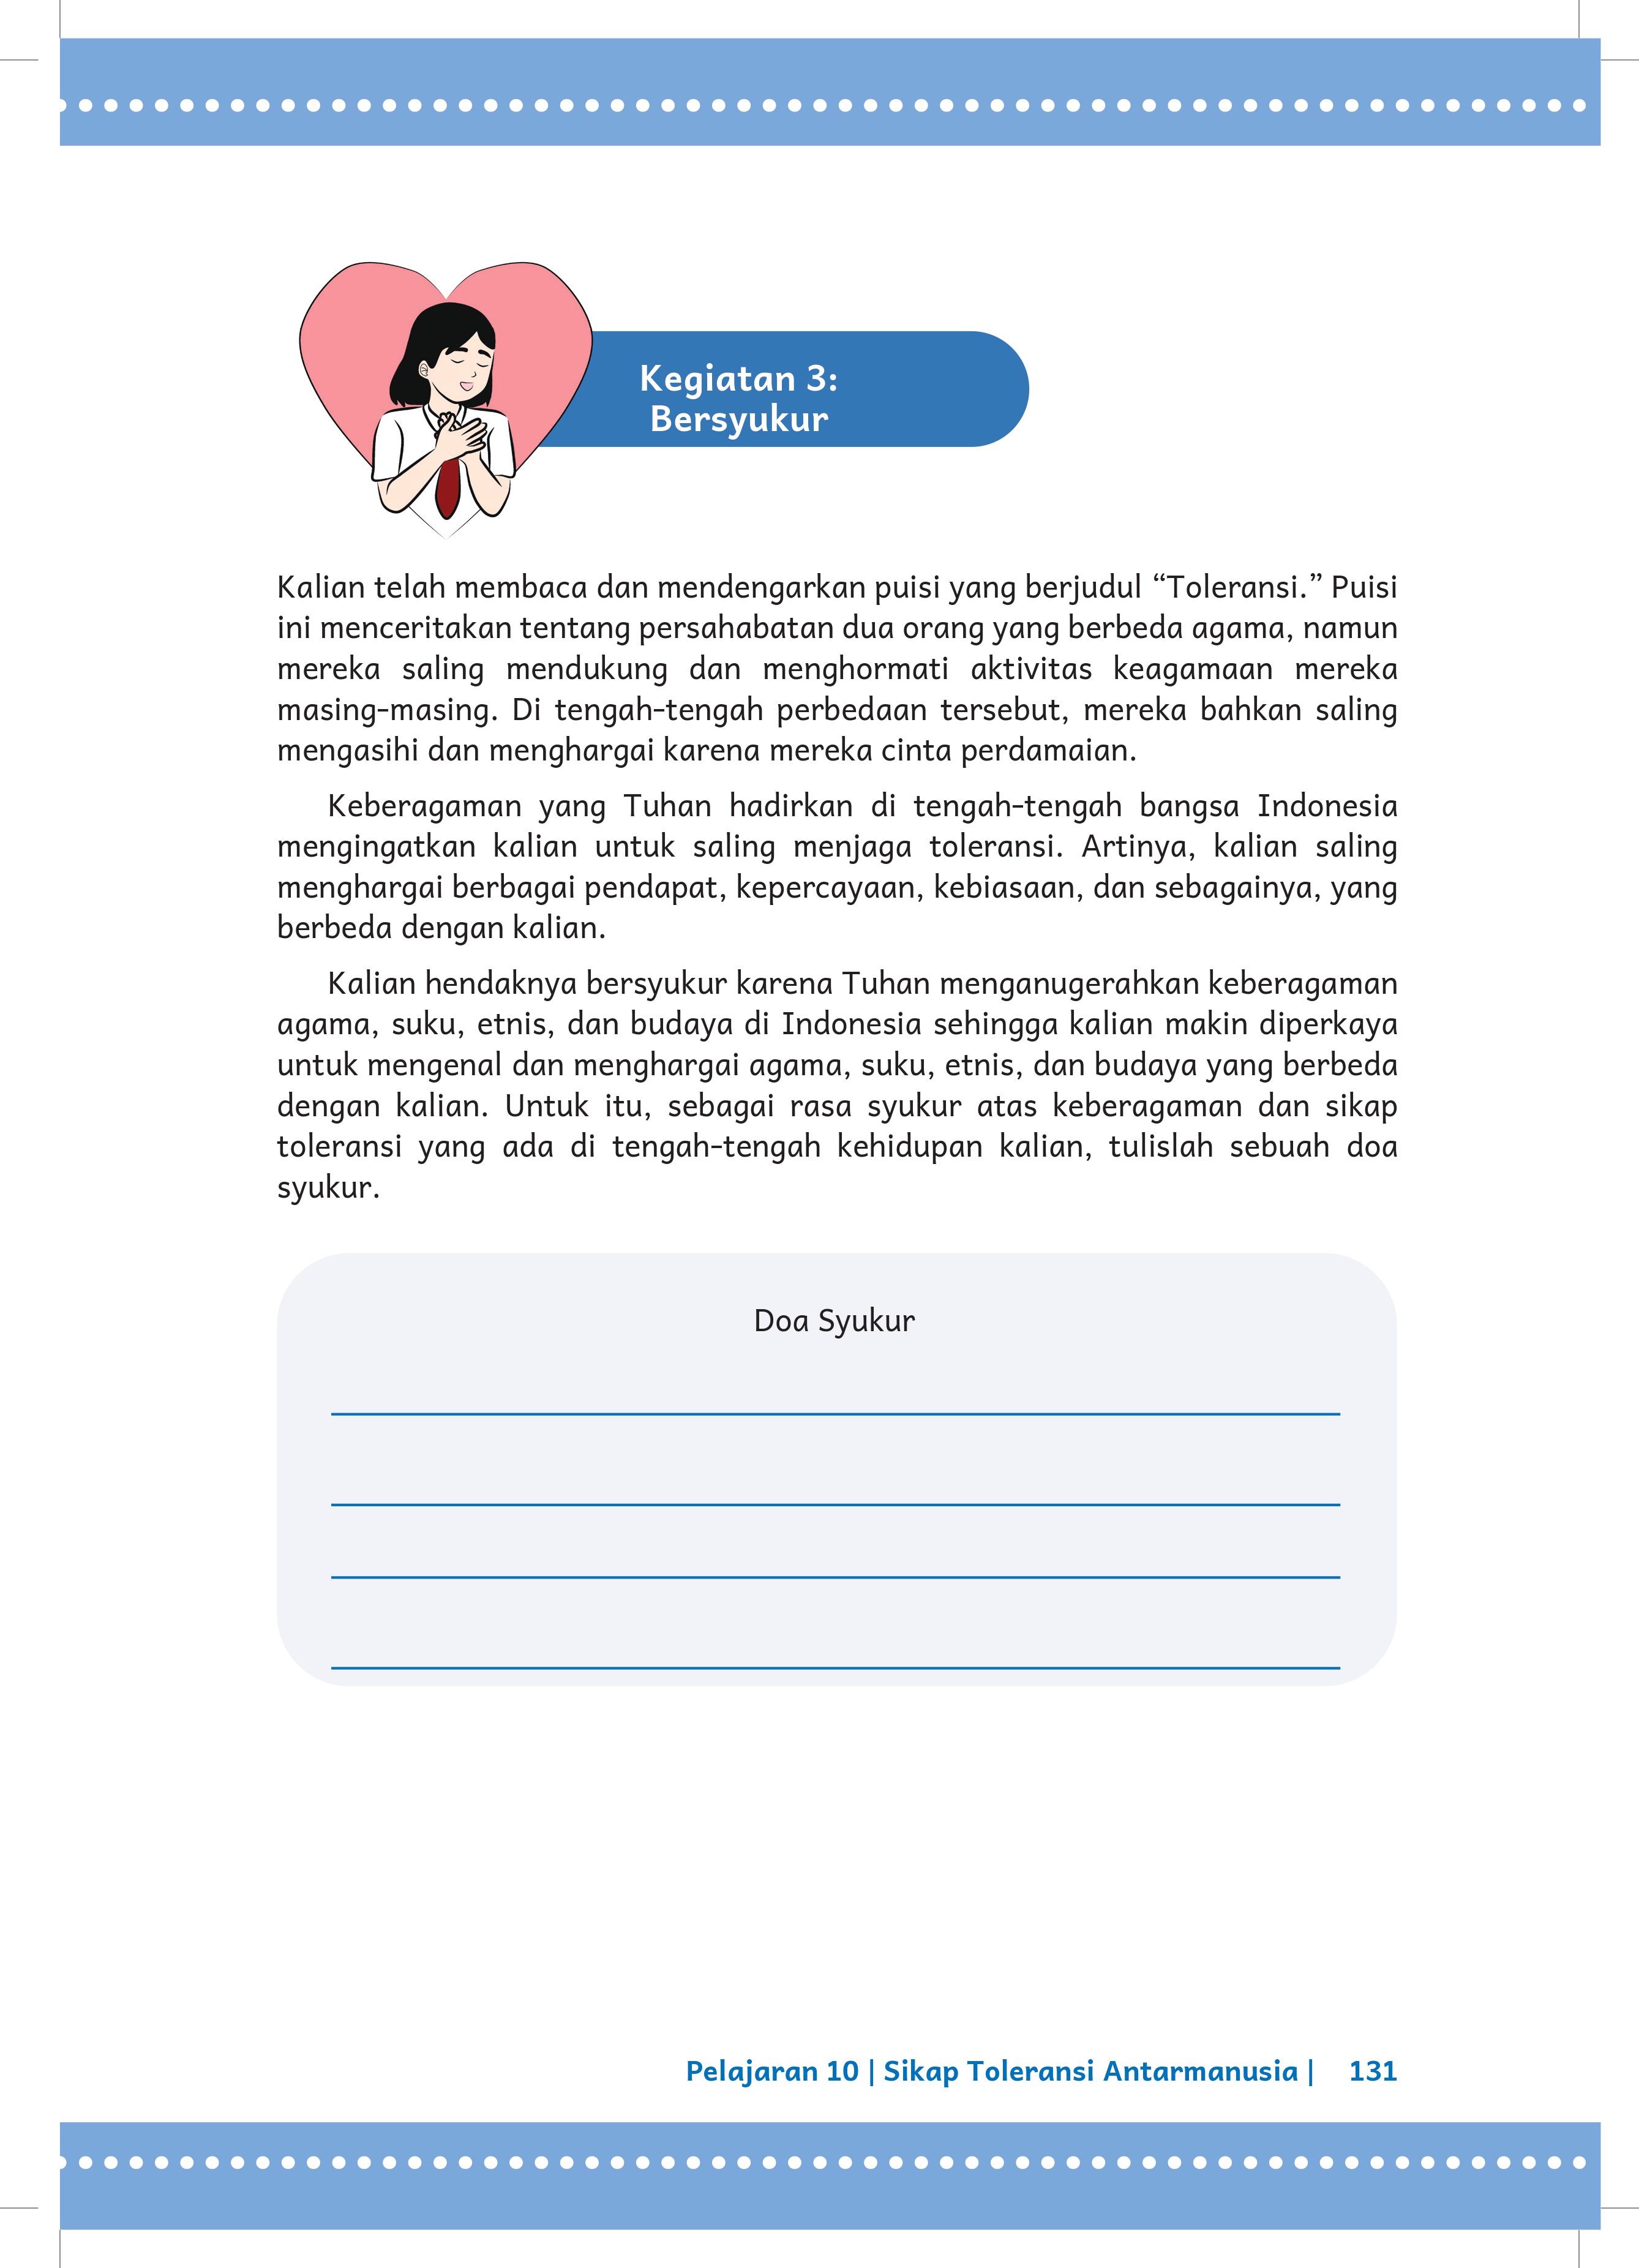 Kegiatan 3:
Bersyukur
Kalian telah membaca dan mendengarkan puisi yang berjudul “Toleransi.” Puisi
ini menceritakan tentang persahabatan dua orang yang berbeda agama, namun
mereka saling mendukung dan menghormati aktivitas keagamaan mereka
masing-masing. Di tengah-tengah perbedaan tersebut, mereka bahkan saling
mengasihi dan menghargai karena mereka cinta perdamaian.
Keberagaman yang Tuhan hadirkan di tengah-tengah bangsa Indonesia
mengingatkan kalian untuk saling menjaga toleransi. Artinya, kalian saling
menghargai berbagai pendapat, kepercayaan, kebiasaan, dan sebagainya, yang
berbeda dengan kalian.
Kalian hendaknya bersyukur karena Tuhan menganugerahkan keberagaman
agama, suku, etnis, dan budaya di Indonesia sehingga kalian makin diperkaya
untuk mengenal dan menghargai agama, suku, etnis, dan budaya yang berbeda
dengan kalian. Untuk itu, sebagai rasa syukur atas keberagaman dan sikap
toleransi yang ada di tengah-tengah kehidupan kalian, tulislah sebuah doa
syukur.
Doa Syukur
Pelajaran 10 | Sikap Toleransi Antarmanusia | 131